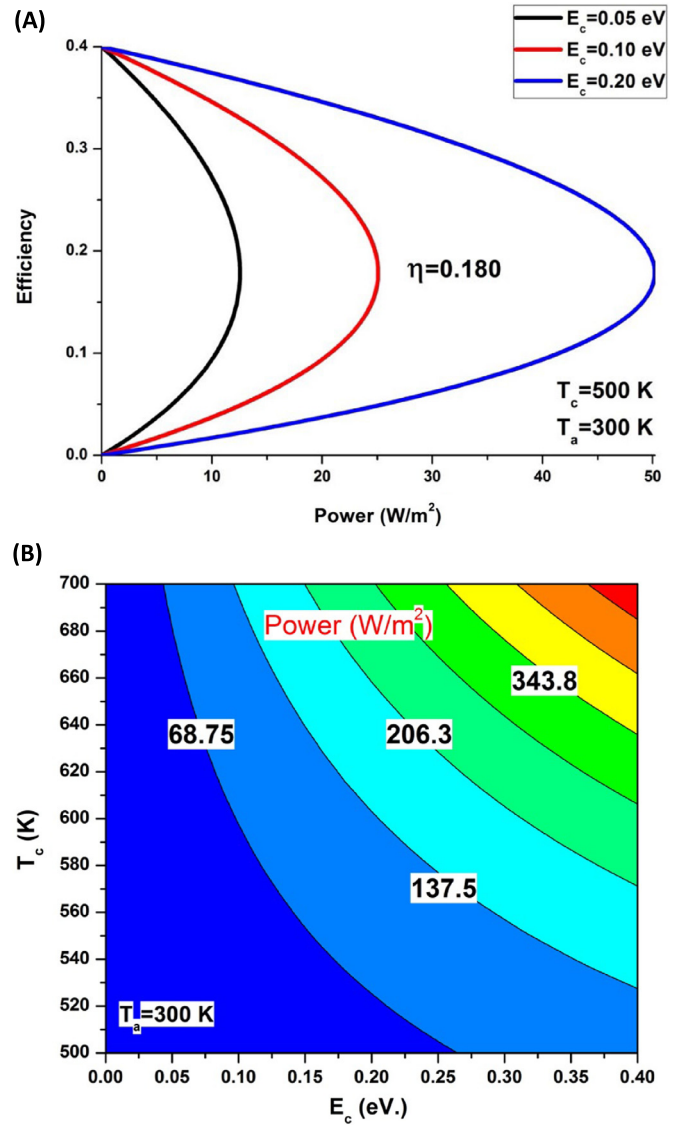 (A)
E_c=0.05 eV
E_c=0.10 eV
E_c=0.20 eV
0.4
0.3
0.2
0.1
0.0
Efficiency
η=0.180
T_c=500 K
T_a=300 K
0
10
20
30
40
50
Power (W/m²)
(B)
700
680
660
640
620
600
580
560
540
520
500
T_c (K)
Power (W/m²)
343.8
68.75
206.3
137.5
T_a=300 K
0.00
0.05
0.10
0.15
0.20
0.25
0.30
0.35
0.40
E_c (eV.)